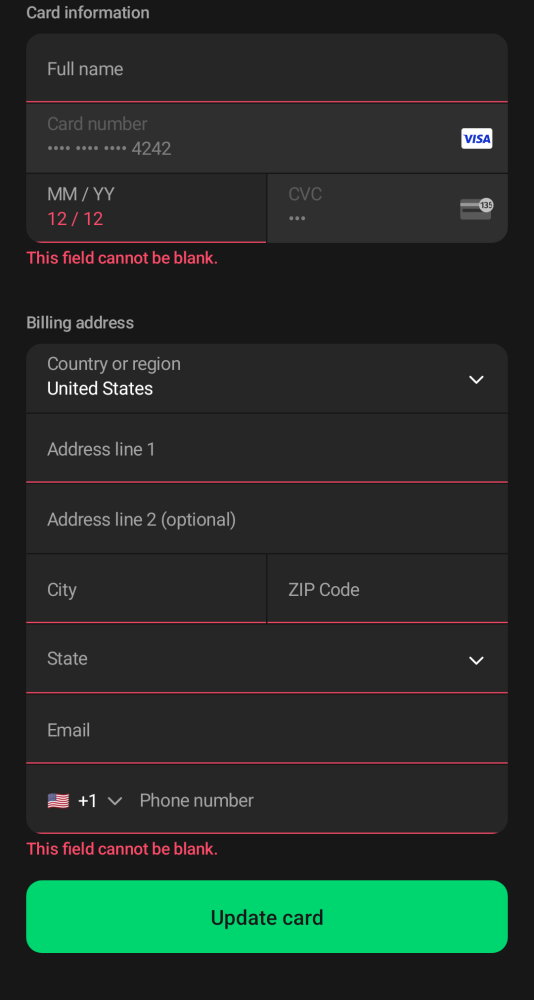 Card information
Full name
Card number
•••• •••• •••• 4242
VISA
MM / YY
12 / 12
CVC
•••
135
This field cannot be blank.
Billing address
Country or region
United States
Address line 1
Address line 2 (optional)
City
ZIP Code
State
Email
+1
Phone number
This field cannot be blank.
Update card